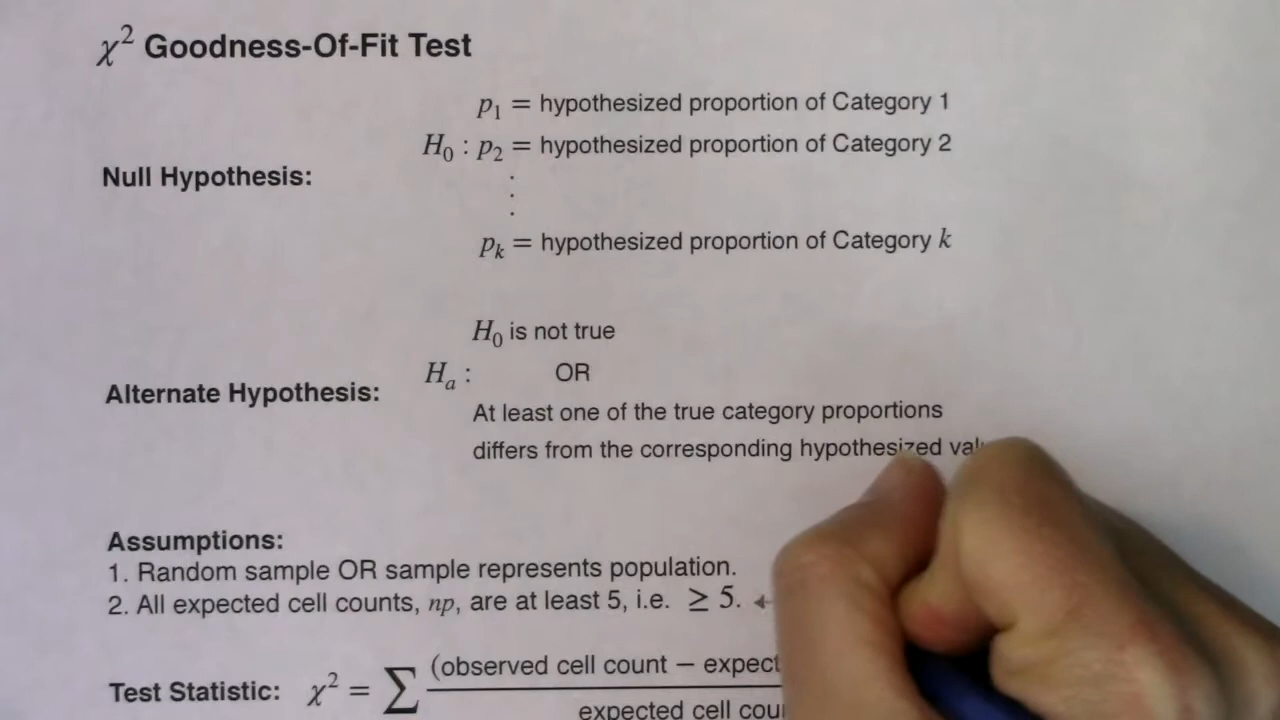 χ² Goodness-Of-Fit Test
p₁ = hypothesized proportion of Category 1
H₀ : p₂ = hypothesized proportion of Category 2
Null Hypothesis:
.
.
.
pₖ = hypothesized proportion of Category k
H₀ is not true
Hₐ : OR
Alternate Hypothesis:
At least one of the true category proportions
differs from the corresponding hypothesized
Assumptions:
1. Random sample OR sample represents population.
2. All expected cell counts, np, are at least 5, i.e. ≥ 5. ←
(observed cell count −
Test Statistic: χ² = ∑
expected cell